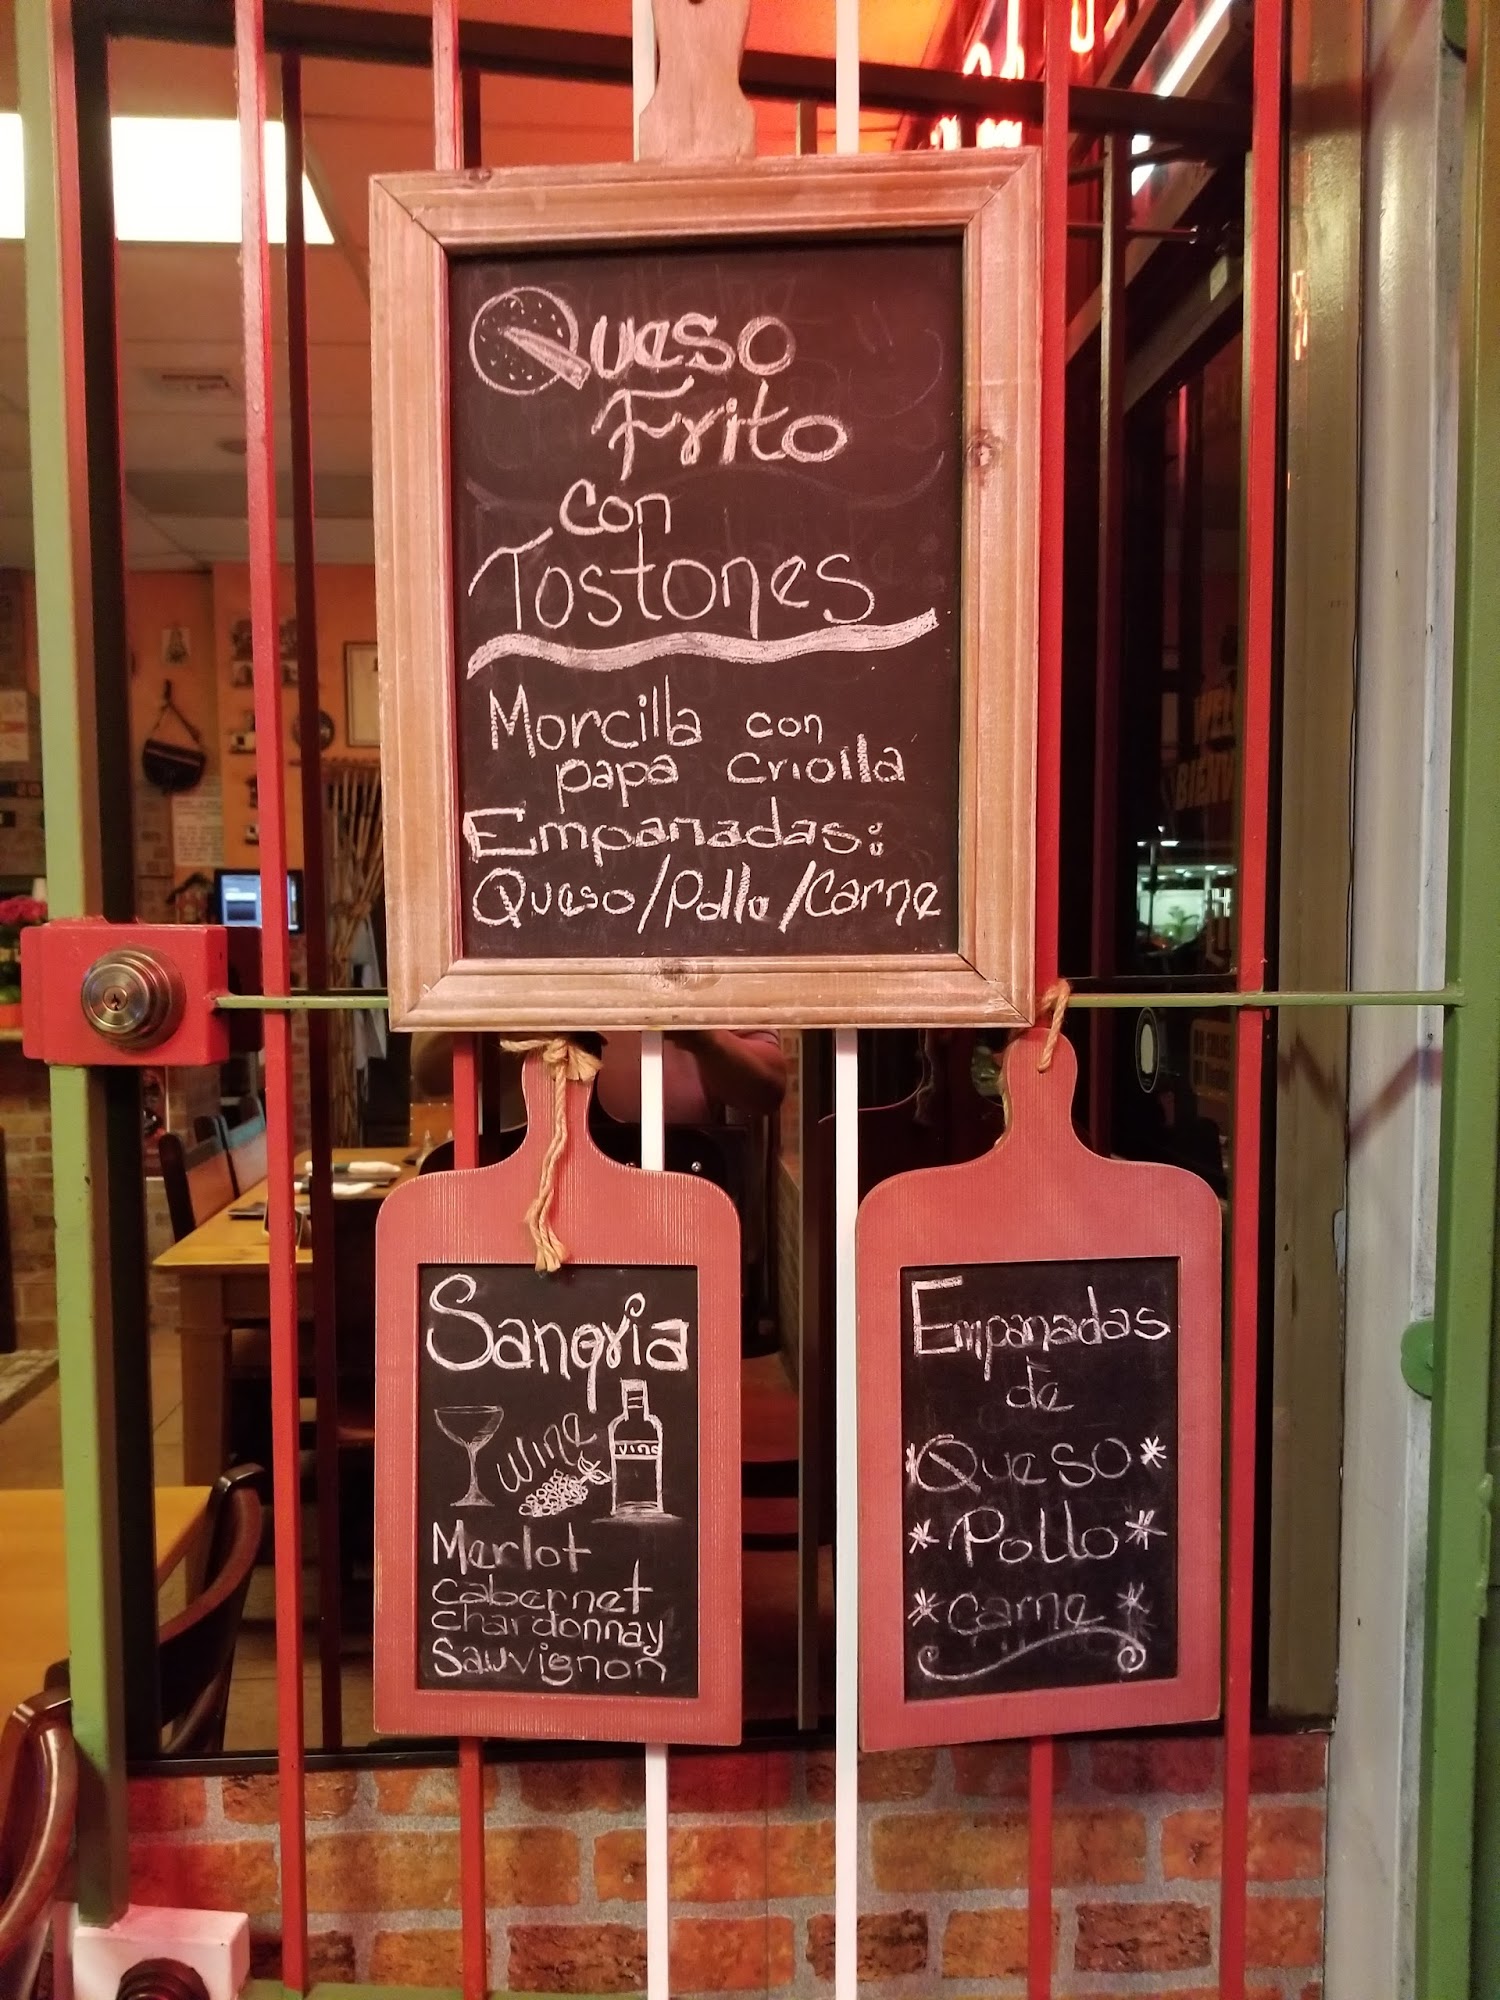 Queso
Frito
con
Tostones
Morcilla con
papa criolla
Empanadas:
Queso/Pollo/Carne
Sangria
wine
vino
Merlot
cabernet
chardonnay
Sauvignon
Empanadas
de
*Queso*
*Pollo*
*carne*